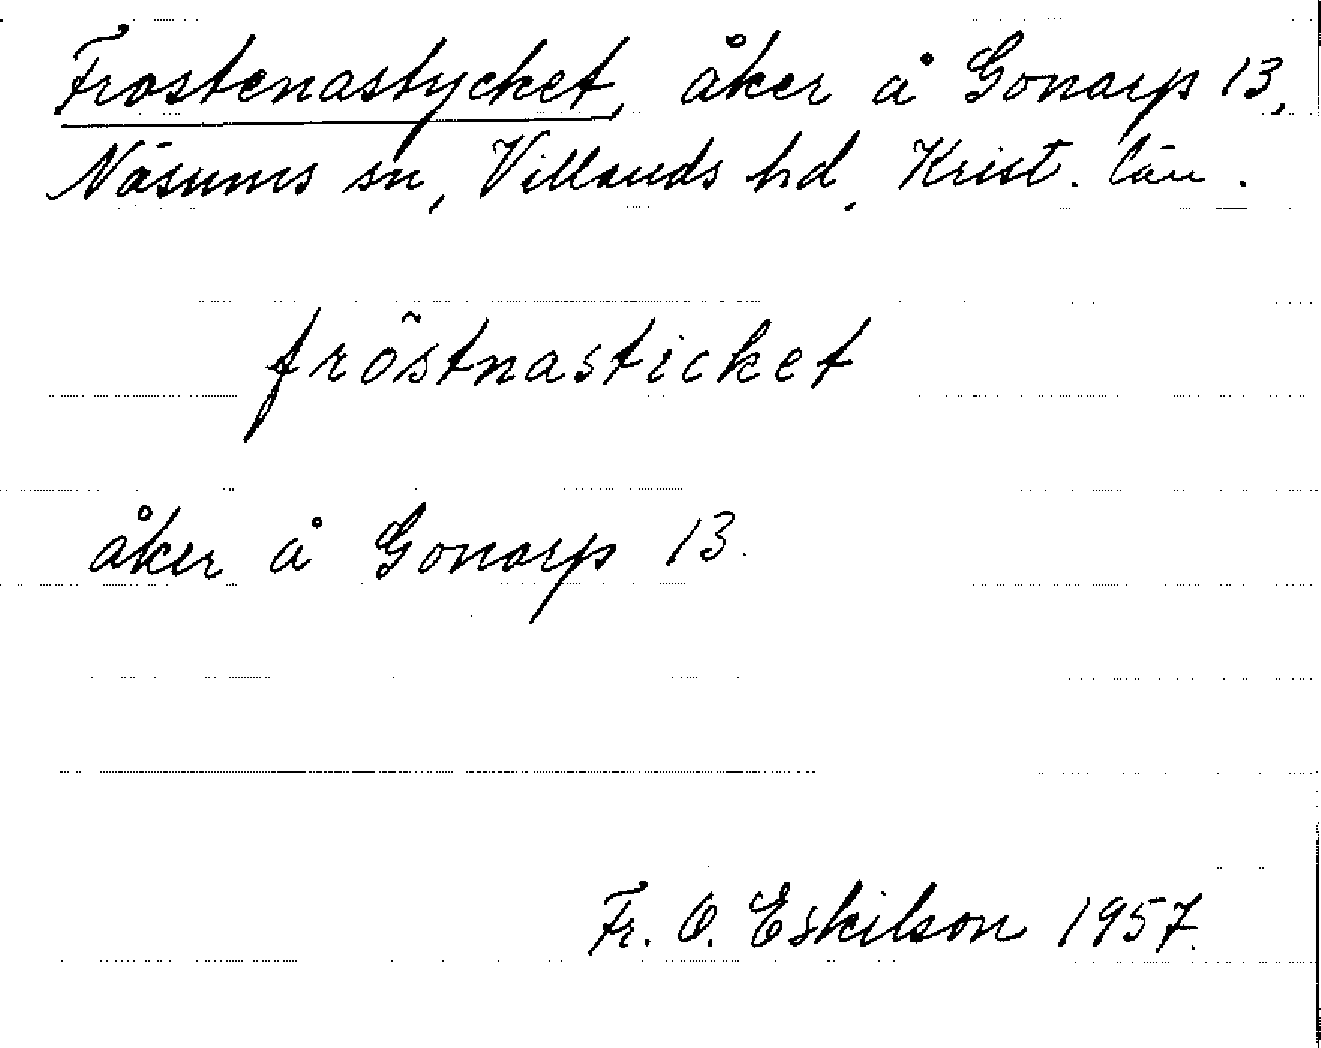 Frostenastycket, åker å Gonarp 13,
Näsums sn, Villands hd, Krist. län.
fröstnasticket
åker å Gonarp 13.
Fr. O. Eskilson 1957.